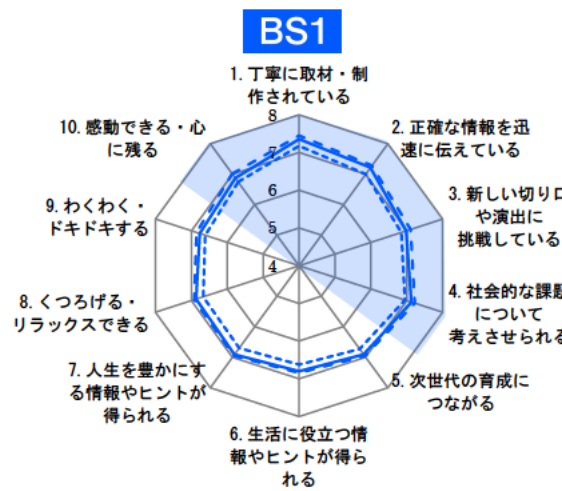 BS1
1. 丁寧に取材・制
作されている
2. 正確な情報を迅
速に伝えている
3. 新しい切り口
や演出に
挑戦している
4. 社会的な課題
について
考えさせられる
5. 次世代の育成に
つながる
6. 生活に役立つ情
報やヒントが得ら
れる
7. 人生を豊かにす
る情報やヒントが
得られる
8. くつろげる・
リラックスできる
9. わくわく・
ドキドキする
10. 感動できる・心
に残る
8
7
6
5
4